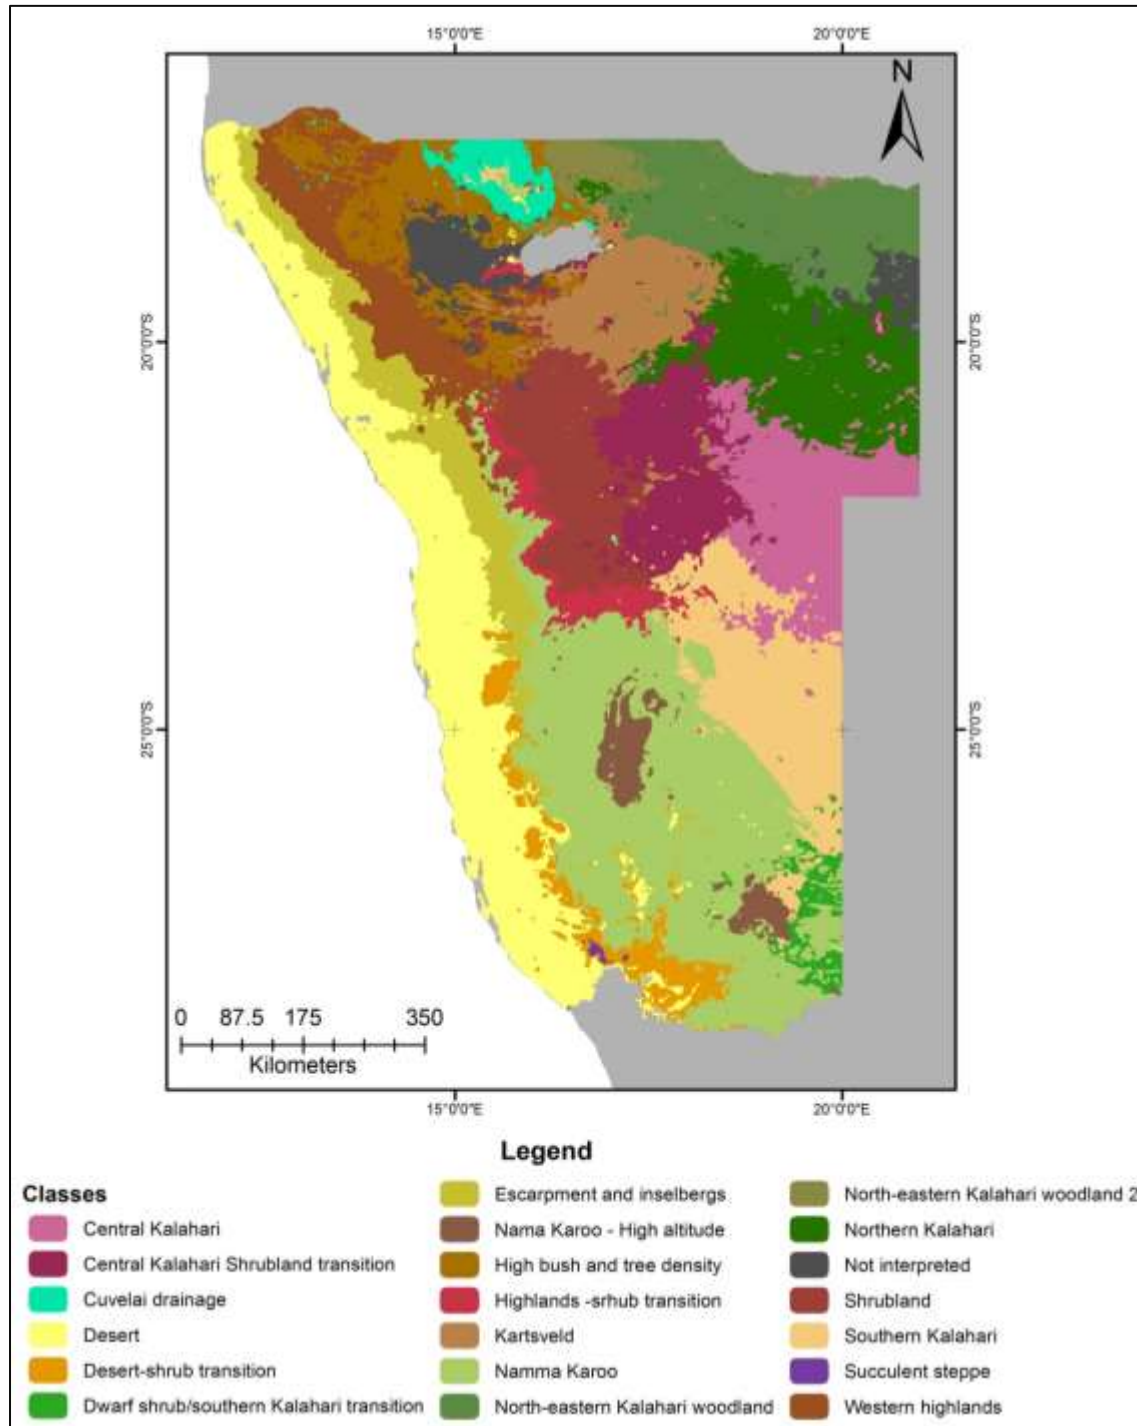 15°0'0"E 20°0'0"E
N
20°0'0"S 20°0'0"S
25°0'0"S 25°0'0"S
0 87.5 175 350
Kilometers
15°0'0"E 20°0'0"E
Legend
Classes
Central Kalahari
Central Kalahari Shrubland transition
Cuvelai drainage
Desert
Desert-shrub transition
Dwarf shrub/southern Kalahari transition
Escarpment and inselbergs
Nama Karoo - High altitude
High bush and tree density
Highlands -srhub transition
Kartsveld
Namma Karoo
North-eastern Kalahari woodland
North-eastern Kalahari woodland 2
Northern Kalahari
Not interpreted
Shrubland
Southern Kalahari
Succulent steppe
Western highlands